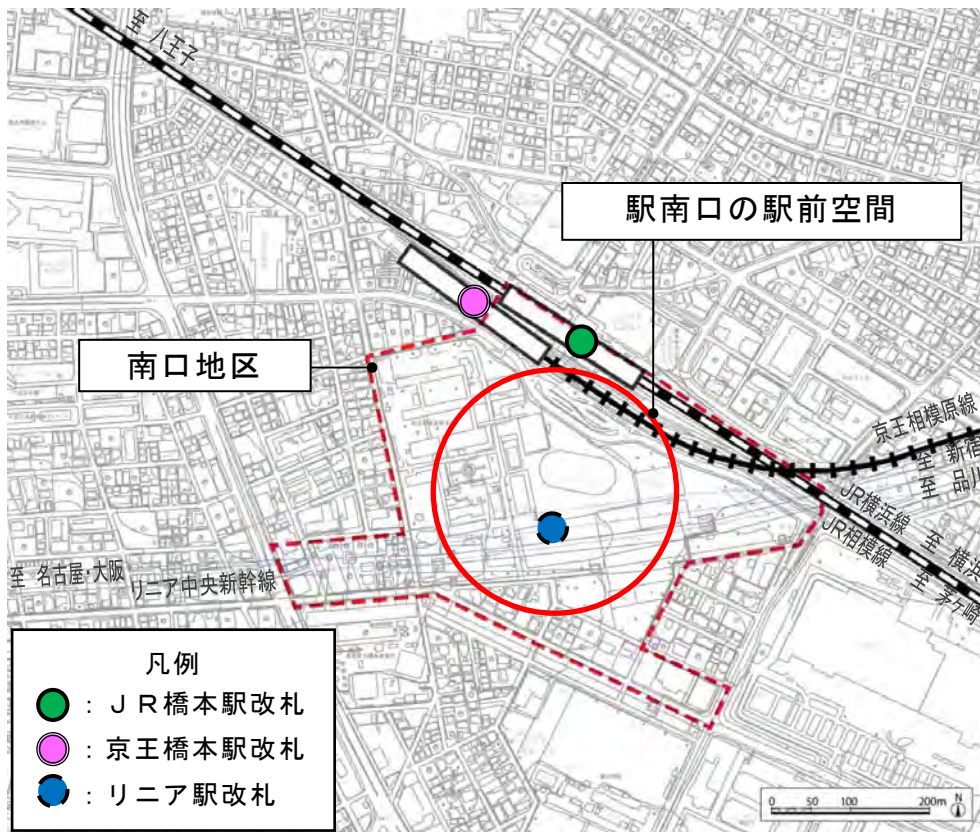 至 八王子
駅南口の駅前空間
南口地区
京王相模原線
至 新宿
至 品川
JR横浜線 至 横浜
JR相模線 至 茅ケ崎
至 名古屋・大阪
リニア中央新幹線
凡例
：ＪＲ橋本駅改札
：京王橋本駅改札
：リニア駅改札
0 50 100 200m
N